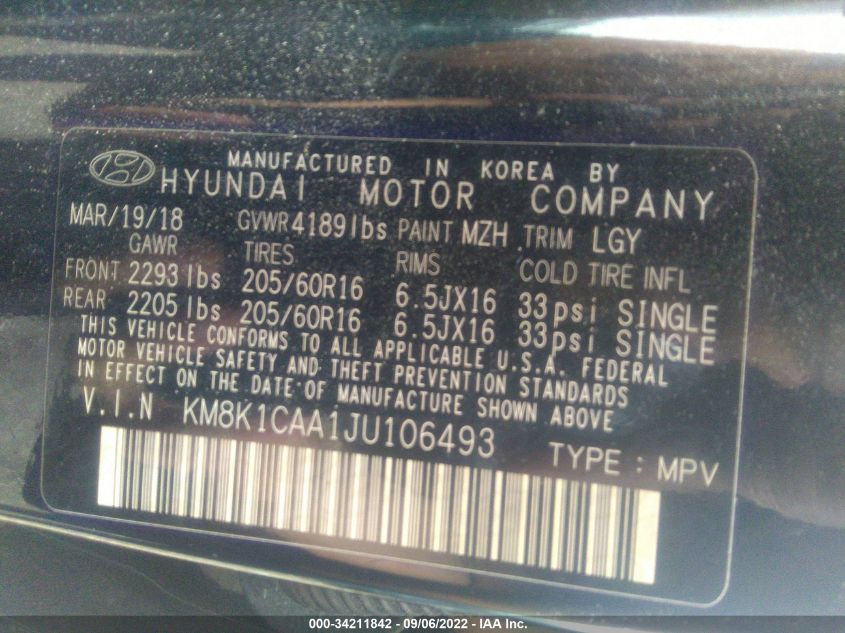 MANUFACTURED IN KOREA BY
HYUNDAI MOTOR COMPANY
MAR/19/18 GVWR 4189lbs PAINT MZH TRIM LGY
GAWR TIRES RIMS COLD TIRE INFL
FRONT 2293 lbs 205/60R16 6.5JX16 33psi SINGLE
REAR 2205 lbs 205/60R16 6.5JX16 33psi SINGLE
THIS VEHICLE CONFORMS TO ALL APPLICABLE U.S.A. FEDERAL
MOTOR VEHICLE SAFETY AND THEFT PREVENTION STANDARDS
IN EFFECT ON THE DATE OF MANUFACTURE SHOWN ABOVE
V.I.N KM8K1CAA1JU106493 TYPE : MPV
000-34211842 - 09/06/2022 - IAA Inc.